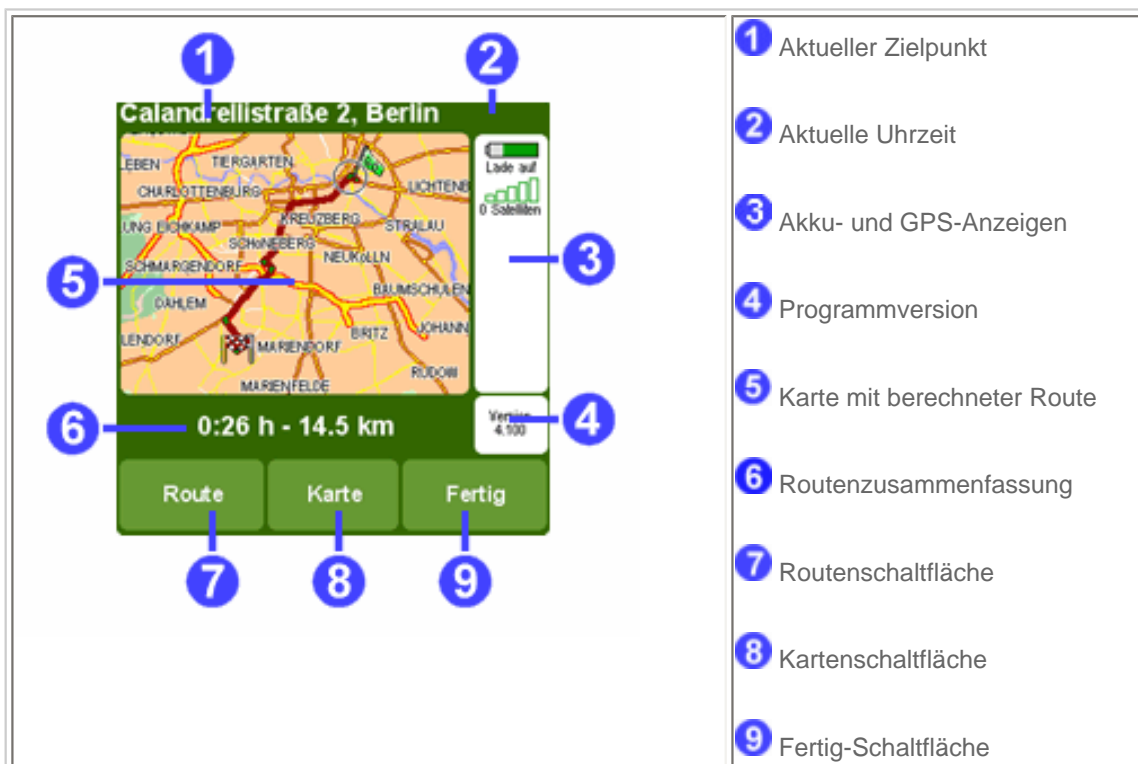 1
2
Calandrellistraße 2, Berlin
LEBEN
TIERGARTEN
CHARLOTTENBURG
LICHTENB
UNG EICHKAMP
KREUZBERG
STRALAU
SCHöNEBERG
NEUKöLLN
SCHMARGENDORF
BAUMSCHULEN
DAHLEM
LENDORF
BRITZ
JOHANN
MARIENDORF
RUDOW
MARIENFELDE
Lade auf
0 Satelliten
3
5
6
0:26 h - 14.5 km
Version
4.100
4
Route
Karte
Fertig
7
8
9
1 Aktueller Zielpunkt
2 Aktuelle Uhrzeit
3 Akku- und GPS-Anzeigen
4 Programmversion
5 Karte mit berechneter Route
6 Routenzusammenfassung
7 Routenschaltfläche
8 Kartenschaltfläche
9 Fertig-Schaltfläche